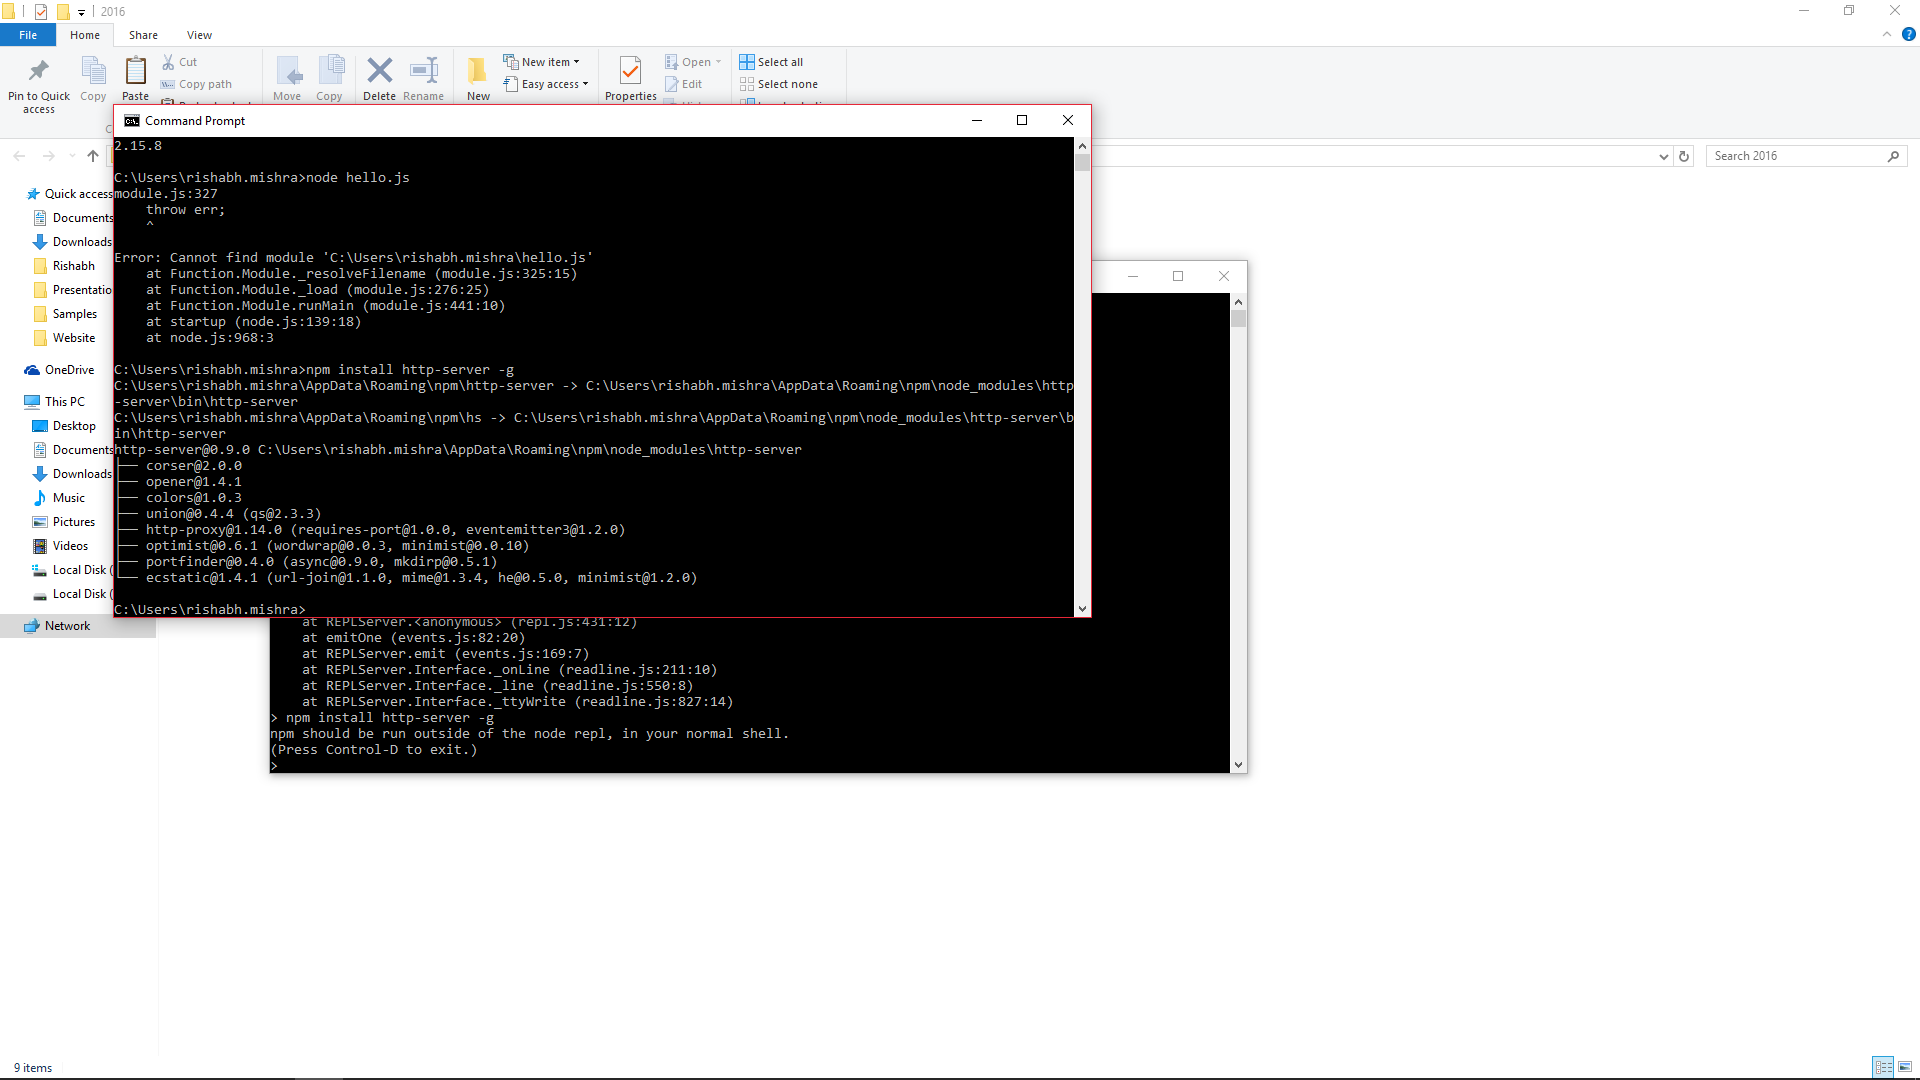 2016
File
Home
Share
View
Pin to Quick access
Copy
Paste
Cut
Copy path
Move
Copy
Delete
Rename
New
New item
Easy access
Properties
Open
Edit
Select all
Select none
Search 2016
Quick access
Documents
Downloads
Rishabh
Presentatio
Samples
Website
OneDrive
This PC
Desktop
Documents
Downloads
Music
Pictures
Videos
Local Disk (
Local Disk (
Network
Command Prompt
2.15.8
C:\Users\rishabh.mishra>node hello.js
module.js:327
    throw err;
    ^
Error: Cannot find module 'C:\Users\rishabh.mishra\hello.js'
    at Function.Module._resolveFilename (module.js:325:15)
    at Function.Module._load (module.js:276:25)
    at Function.Module.runMain (module.js:441:10)
    at startup (node.js:139:18)
    at node.js:968:3
C:\Users\rishabh.mishra>npm install http-server -g
C:\Users\rishabh.mishra\AppData\Roaming\npm\http-server -> C:\Users\rishabh.mishra\AppData\Roaming\npm\node_modules\http
-server\bin\http-server
C:\Users\rishabh.mishra\AppData\Roaming\npm\hs -> C:\Users\rishabh.mishra\AppData\Roaming\npm\node_modules\http-server\b
in\http-server
http-server@0.9.0 C:\Users\rishabh.mishra\AppData\Roaming\npm\node_modules\http-server
├── corser@2.0.0
├── opener@1.4.1
├── colors@1.0.3
├── union@0.4.4 (qs@2.3.3)
├── http-proxy@1.14.0 (requires-port@1.0.0, eventemitter3@1.2.0)
├── optimist@0.6.1 (wordwrap@0.0.3, minimist@0.0.10)
├── portfinder@0.4.0 (async@0.9.0, mkdirp@0.5.1)
└── ecstatic@1.4.1 (url-join@1.1.0, mime@1.3.4, he@0.5.0, minimist@1.2.0)
C:\Users\rishabh.mishra>
    at REPLServer.<anonymous> (repl.js:431:12)
    at emitOne (events.js:82:20)
    at REPLServer.emit (events.js:169:7)
    at REPLServer.Interface._onLine (readline.js:211:10)
    at REPLServer.Interface._line (readline.js:550:8)
    at REPLServer.Interface._ttyWrite (readline.js:827:14)
> npm install http-server -g
npm should be run outside of the node repl, in your normal shell.
(Press Control-D to exit.)
>
9 items